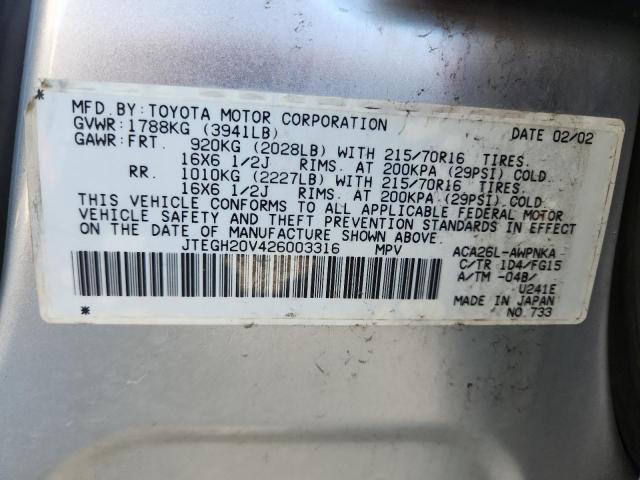 MFD.BY:TOYOTA MOTOR CORPORATION DATE 02/02
GVWR:1788KG (3941LB)
GAWR:FRT. 920KG (2028LB) WITH 215/70R16 TIRES.
16X6 1/2J RIMS. AT 200KPA (29PSI) COLD
RR. 1010KG (2227LB) WITH 215/70R16 TIRES.
16X6 1/2J RIMS. AT 200KPA (29PSI) COLD.
THIS VEHICLE CONFORMS TO ALL APPLICABLE FEDERAL MOTOR
VEHICLE SAFETY AND THEFT PREVENTION STANDARDS IN EFFECT
ON THE DATE OF MANUFACTURE SHOWN ABOVE.
JTEGH20V426003316 MPV ACA26L-AWPNKA
C/TR 1D4/FG15
A/TM -04B/
U241E
MADE IN JAPAN
NO 733